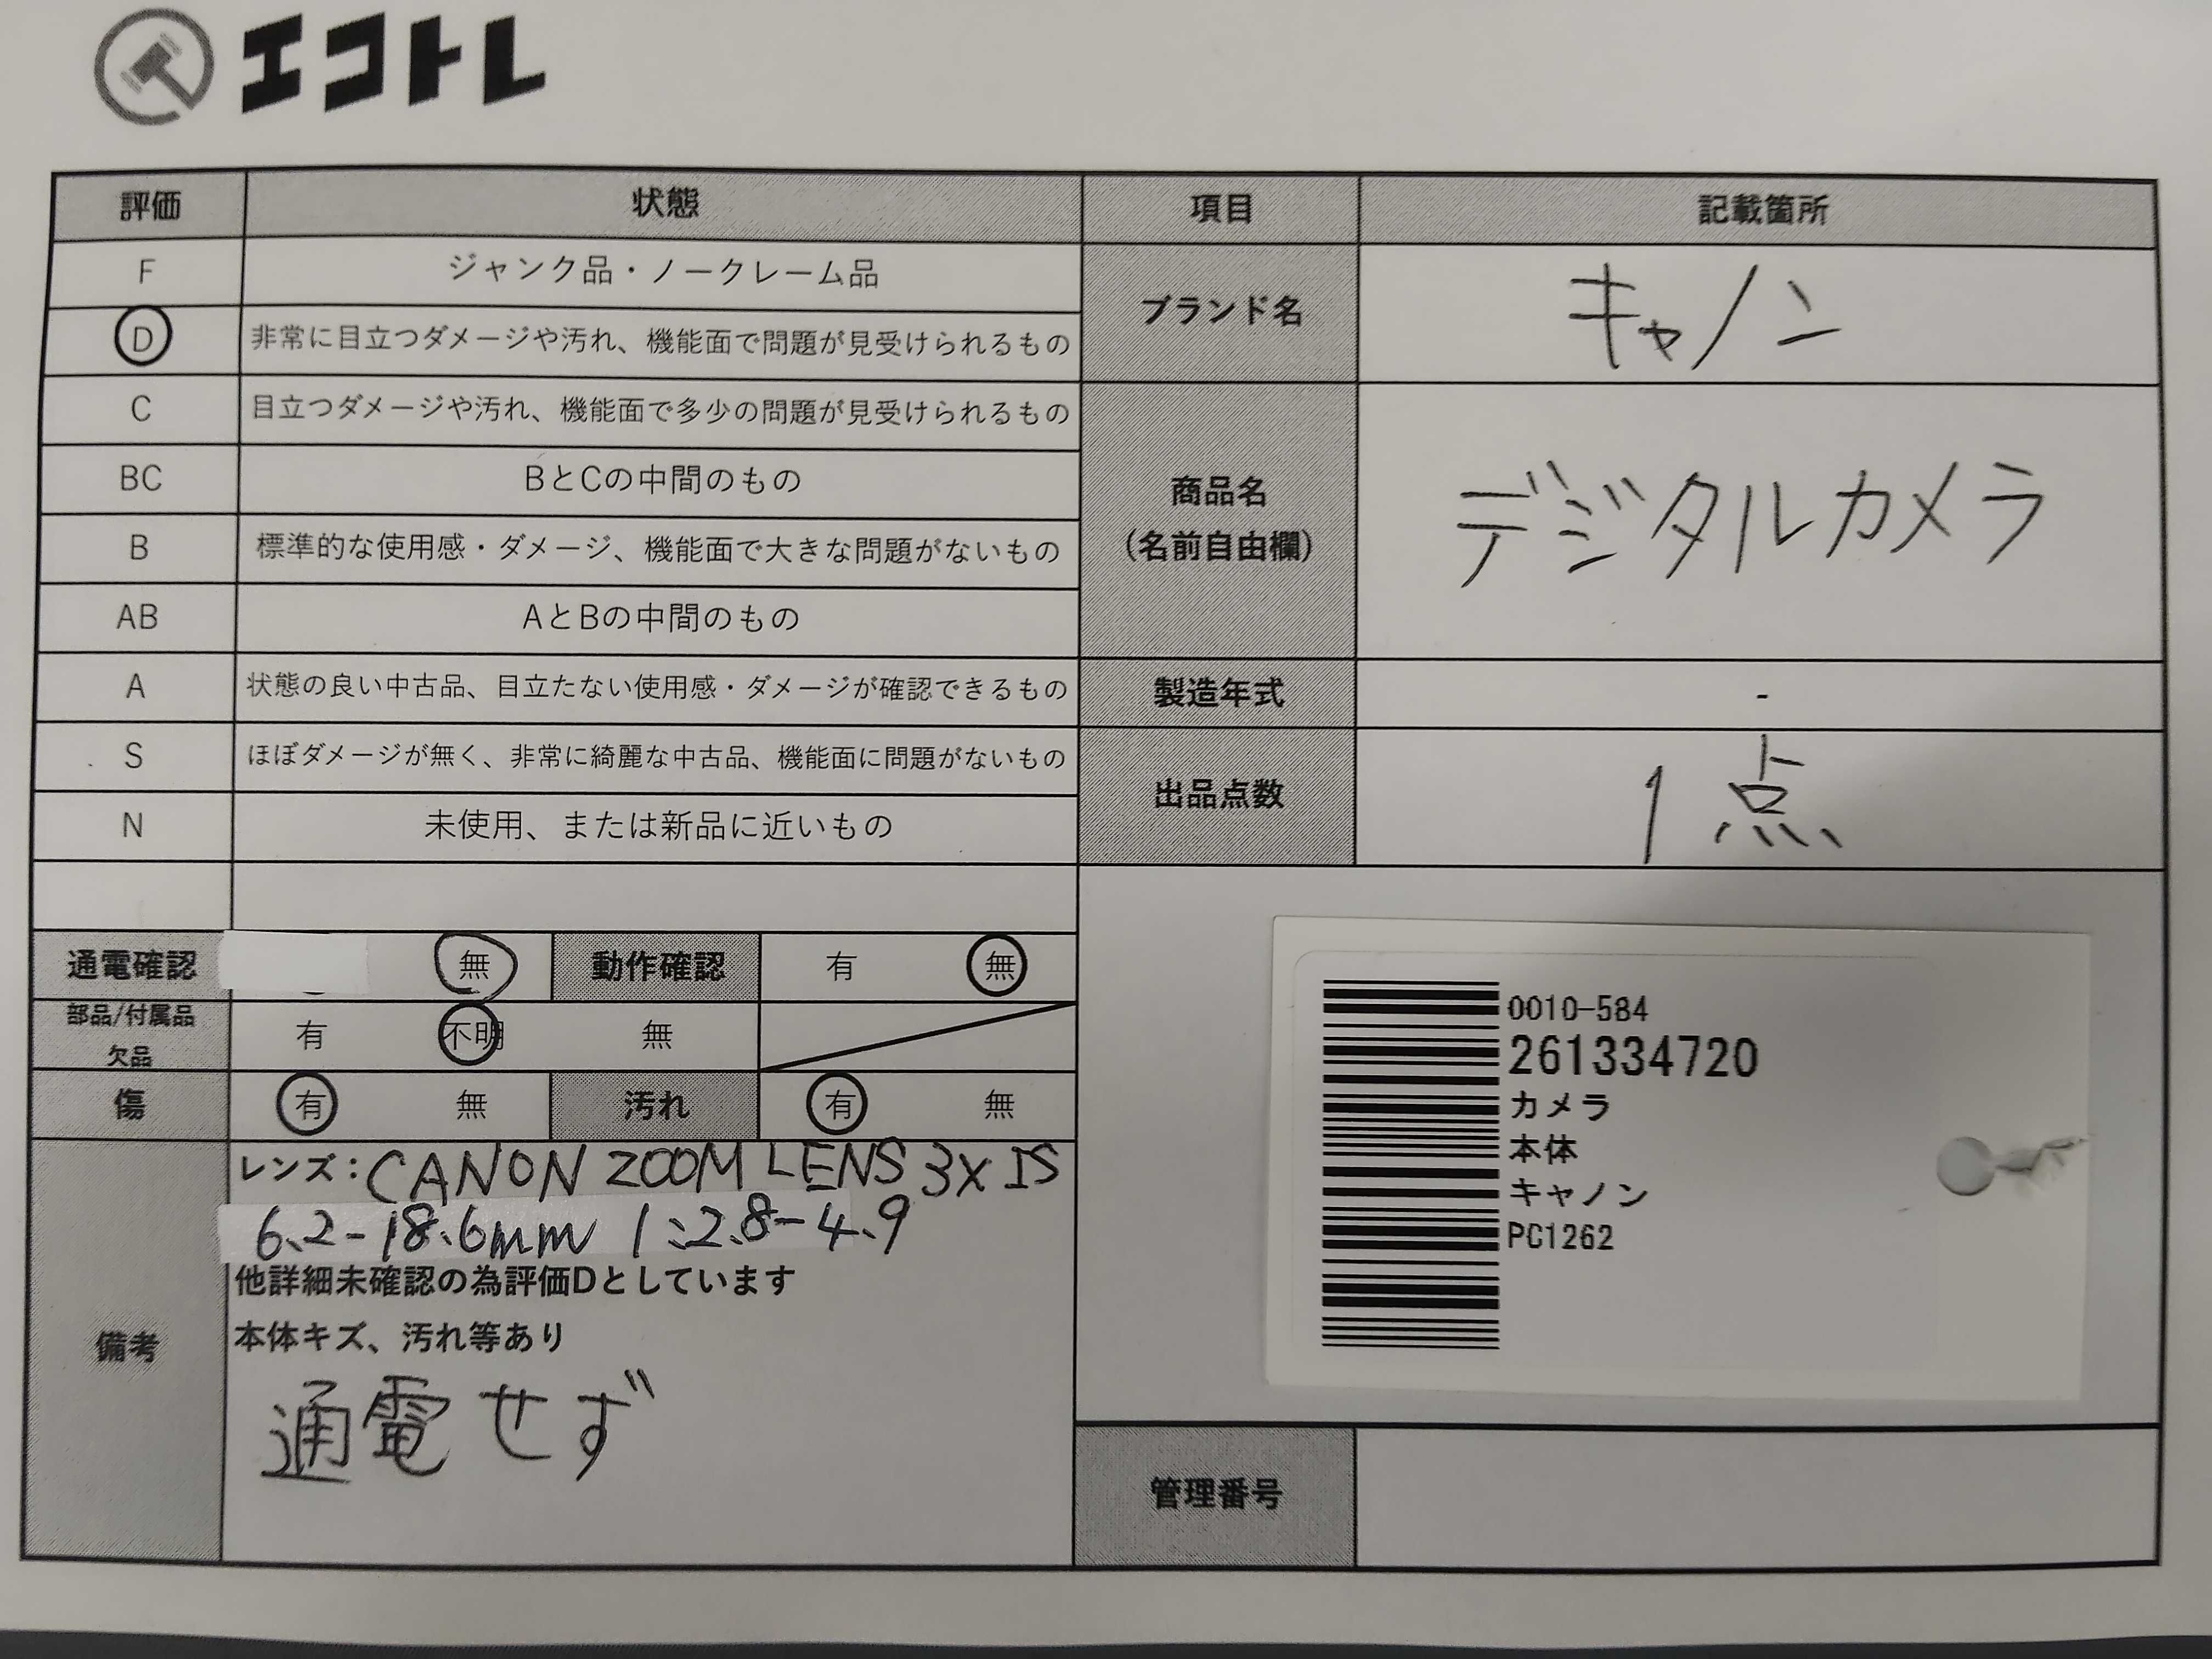 エコトレ
評価 状態 項目 記載箇所
F ジャンク品・ノークレーム品
D 非常に目立つダメージや汚れ、機能面で問題が見受けられるもの
ブランド名 キャノン
C 目立つダメージや汚れ、機能面で多少の問題が見受けられるもの
BC BとCの中間のもの
B 標準的な使用感・ダメージ、機能面で大きな問題がないもの
商品名
(名前自由欄)
デジタルカメラ
AB AとBの中間のもの
A 状態の良い中古品、目立たない使用感・ダメージが確認できるもの
製造年式 -
S ほぼダメージが無く、非常に綺麗な中古品、機能面に問題がないもの
出品点数 1点
N 未使用、または新品に近いもの
通電確認 無 動作確認 有 無
部品/付属品
欠品
有 不明 無
傷 有 無 汚れ 有 無
備考
レンズ:CANON ZOOM LENS 3X IS
6.2-18.6mm 1:2.8-4.9
他詳細未確認の為評価Dとしています
本体キズ、汚れ等あり
通電せず
0010-584
261334720
カメラ
本体
キャノン
PC1262
管理番号